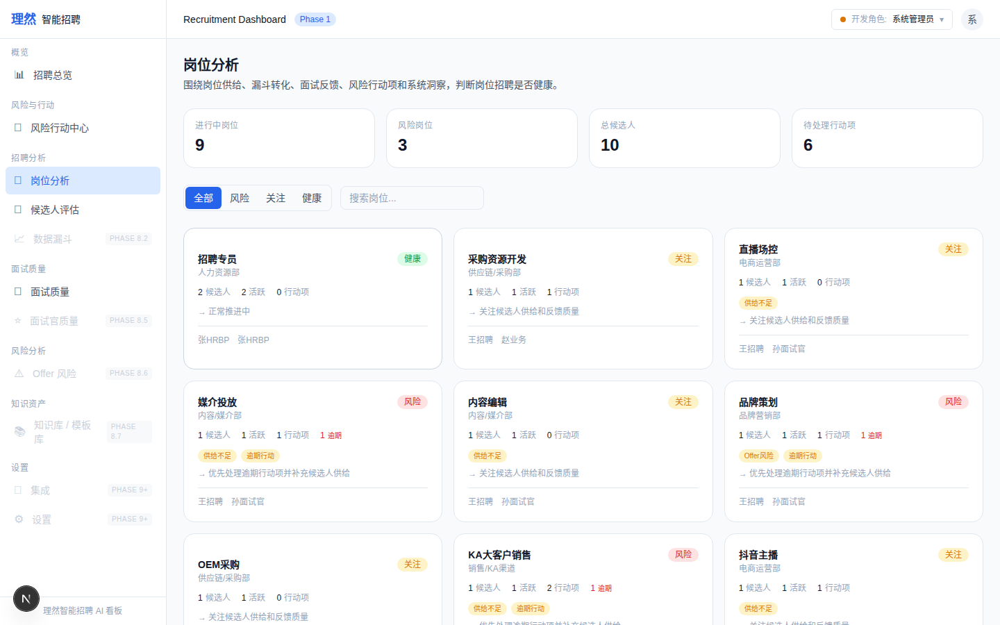 理然 智能招聘
Recruitment Dashboard Phase 1
开发角色: 系统管理员 ▾
系
概览
招聘总览
风险与行动
风险行动中心
招聘分析
岗位分析
候选人评估
数据漏斗 PHASE 8.2
面试质量
面试质量
面试官质量 PHASE 8.5
风险分析
Offer 风险 PHASE 8.6
知识资产
知识库 / 模板
库
PHASE
8.7
设置
集成 PHASE 9+
设置 PHASE 9+
理然智能招聘 AI 看板
岗位分析
围绕岗位供给、漏斗转化、面试反馈、风险行动项和系统洞察，判断岗位招聘是否健康。
进行中岗位
9
风险岗位
3
总候选人
10
待处理行动项
6
全部 风险 关注 健康 搜索岗位...
招聘专员 健康
人力资源部
2 候选人 2 活跃 0 行动项
→ 正常推进中
张HRBP 张HRBP
采购资源开发 关注
供应链/采购部
1 候选人 1 活跃 1 行动项
→ 关注候选人供给和反馈质量
王招聘 赵业务
直播场控 关注
电商运营部
1 候选人 1 活跃 0 行动项
供给不足
→ 关注候选人供给和反馈质量
王招聘 孙面试官
媒介投放 风险
内容/媒介部
1 候选人 1 活跃 1 行动项 1 逾期
供给不足 逾期行动
→ 优先处理逾期行动项并补充候选人供给
王招聘 孙面试官
内容编辑 关注
内容/媒介部
1 候选人 1 活跃 0 行动项
供给不足
→ 关注候选人供给和反馈质量
王招聘 孙面试官
品牌策划 风险
品牌营销部
1 候选人 1 活跃 1 行动项 1 逾期
Offer风险 逾期行动
→ 优先处理逾期行动项并补充候选人供给
王招聘 孙面试官
OEM采购 关注
供应链/采购部
1 候选人 1 活跃 0 行动项
→ 关注候选人供给和反馈质量
KA大客户销售 风险
销售/KA渠道
1 候选人 1 活跃 2 行动项 1 逾期
供给不足 逾期行动
抖音主播 关注
电商运营部
1 候选人 1 活跃 1 行动项
供给不足